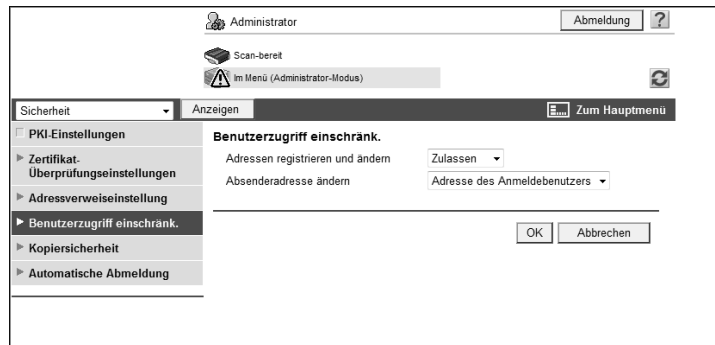 Administrator
Abmeldung
?
Scan-bereit
Im Menü (Administrator-Modus)
Sicherheit
Anzeigen
Zum Hauptmenü
PKI-Einstellungen
Zertifikat-
Überprüfungseinstellungen
Adressverweiseinstellung
Benutzerzugriff einschränk.
Kopiersicherheit
Automatische Abmeldung
Benutzerzugriff einschränk.
Adressen registrieren und ändern Zulassen
Absenderadresse ändern Adresse des Anmeldebenutzers
OK Abbrechen